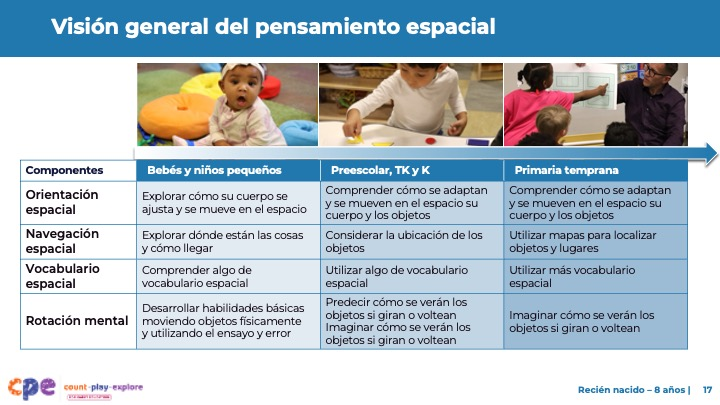 Visión general del pensamiento espacial
Componentes
Bebés y niños pequeños
Preescolar, TK y K
Primaria temprana
Orientación
espacial
Explorar cómo su cuerpo se
ajusta y se mueve en el espacio
Comprender cómo se adaptan
y se mueven en el espacio su
cuerpo y los objetos
Comprender cómo se adaptan
y se mueven en el espacio su
cuerpo y los objetos
Navegación
espacial
Explorar dónde están las cosas
y cómo llegar
Considerar la ubicación de los
objetos
Utilizar mapas para localizar
objetos y lugares
Vocabulario
espacial
Comprender algo de
vocabulario espacial
Utilizar algo de vocabulario
espacial
Utilizar más vocabulario
espacial
Rotación mental
Desarrollar habilidades básicas
moviendo objetos físicamente
y utilizando el ensayo y error
Predecir cómo se verán los
objetos si giran o voltean
Imaginar cómo se verán los
objetos si giran o voltean
Imaginar cómo se verán los
objetos si giran o voltean
cpe
count·play·explore
Recién nacido – 8 años | 17